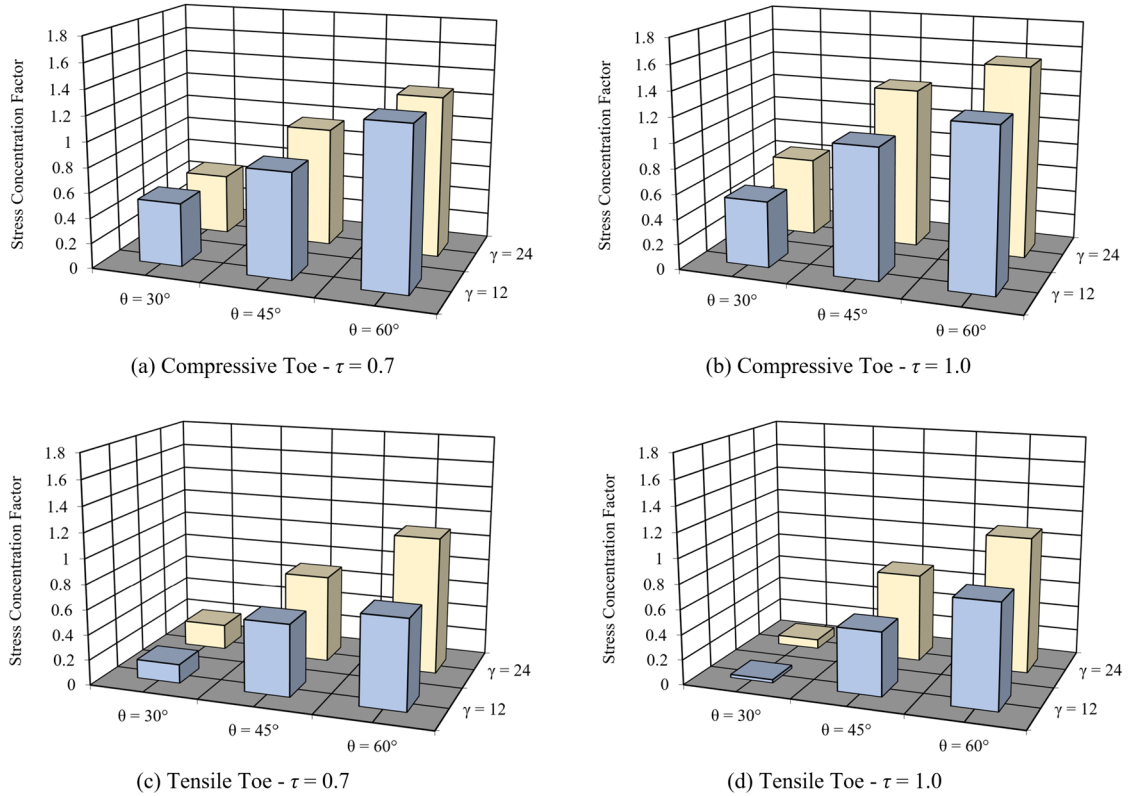 Stress Concentration Factor
1.8
1.6
1.4
1.2
1
0.8
0.6
0.4
0.2
0
θ = 30°
θ = 45°
θ = 60°
γ = 12
γ = 24
(a) Compressive Toe - τ = 0.7
Stress Concentration Factor
1.8
1.6
1.4
1.2
1
0.8
0.6
0.4
0.2
0
θ = 30°
θ = 45°
θ = 60°
γ = 12
γ = 24
(b) Compressive Toe - τ = 1.0
Stress Concentration Factor
1.8
1.6
1.4
1.2
1
0.8
0.6
0.4
0.2
0
θ = 30°
θ = 45°
θ = 60°
γ = 12
γ = 24
(c) Tensile Toe - τ = 0.7
Stress Concentration Factor
1.8
1.6
1.4
1.2
1
0.8
0.6
0.4
0.2
0
θ = 30°
θ = 45°
θ = 60°
γ = 12
γ = 24
(d) Tensile Toe - τ = 1.0